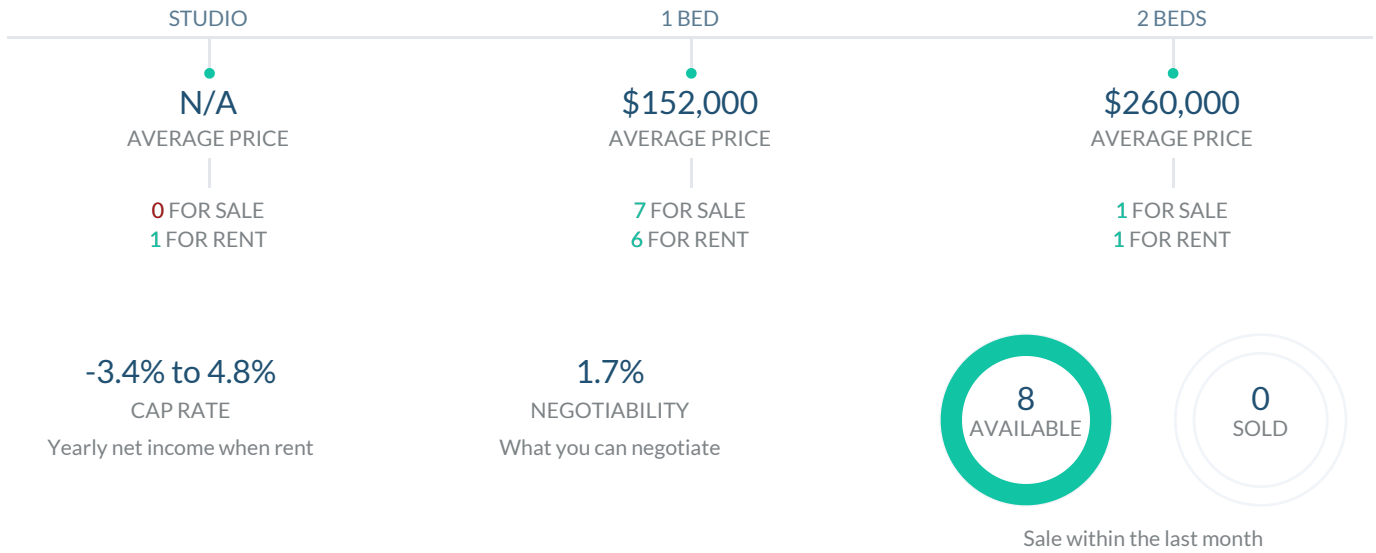 STUDIO
1 BED
2 BEDS
N/A
AVERAGE PRICE
0 FOR SALE
1 FOR RENT
$152,000
AVERAGE PRICE
7 FOR SALE
6 FOR RENT
$260,000
AVERAGE PRICE
1 FOR SALE
1 FOR RENT
-3.4% to 4.8%
CAP RATE
Yearly net income when rent
1.7%
NEGOTIABILITY
What you can negotiate
8
AVAILABLE
0
SOLD
Sale within the last month